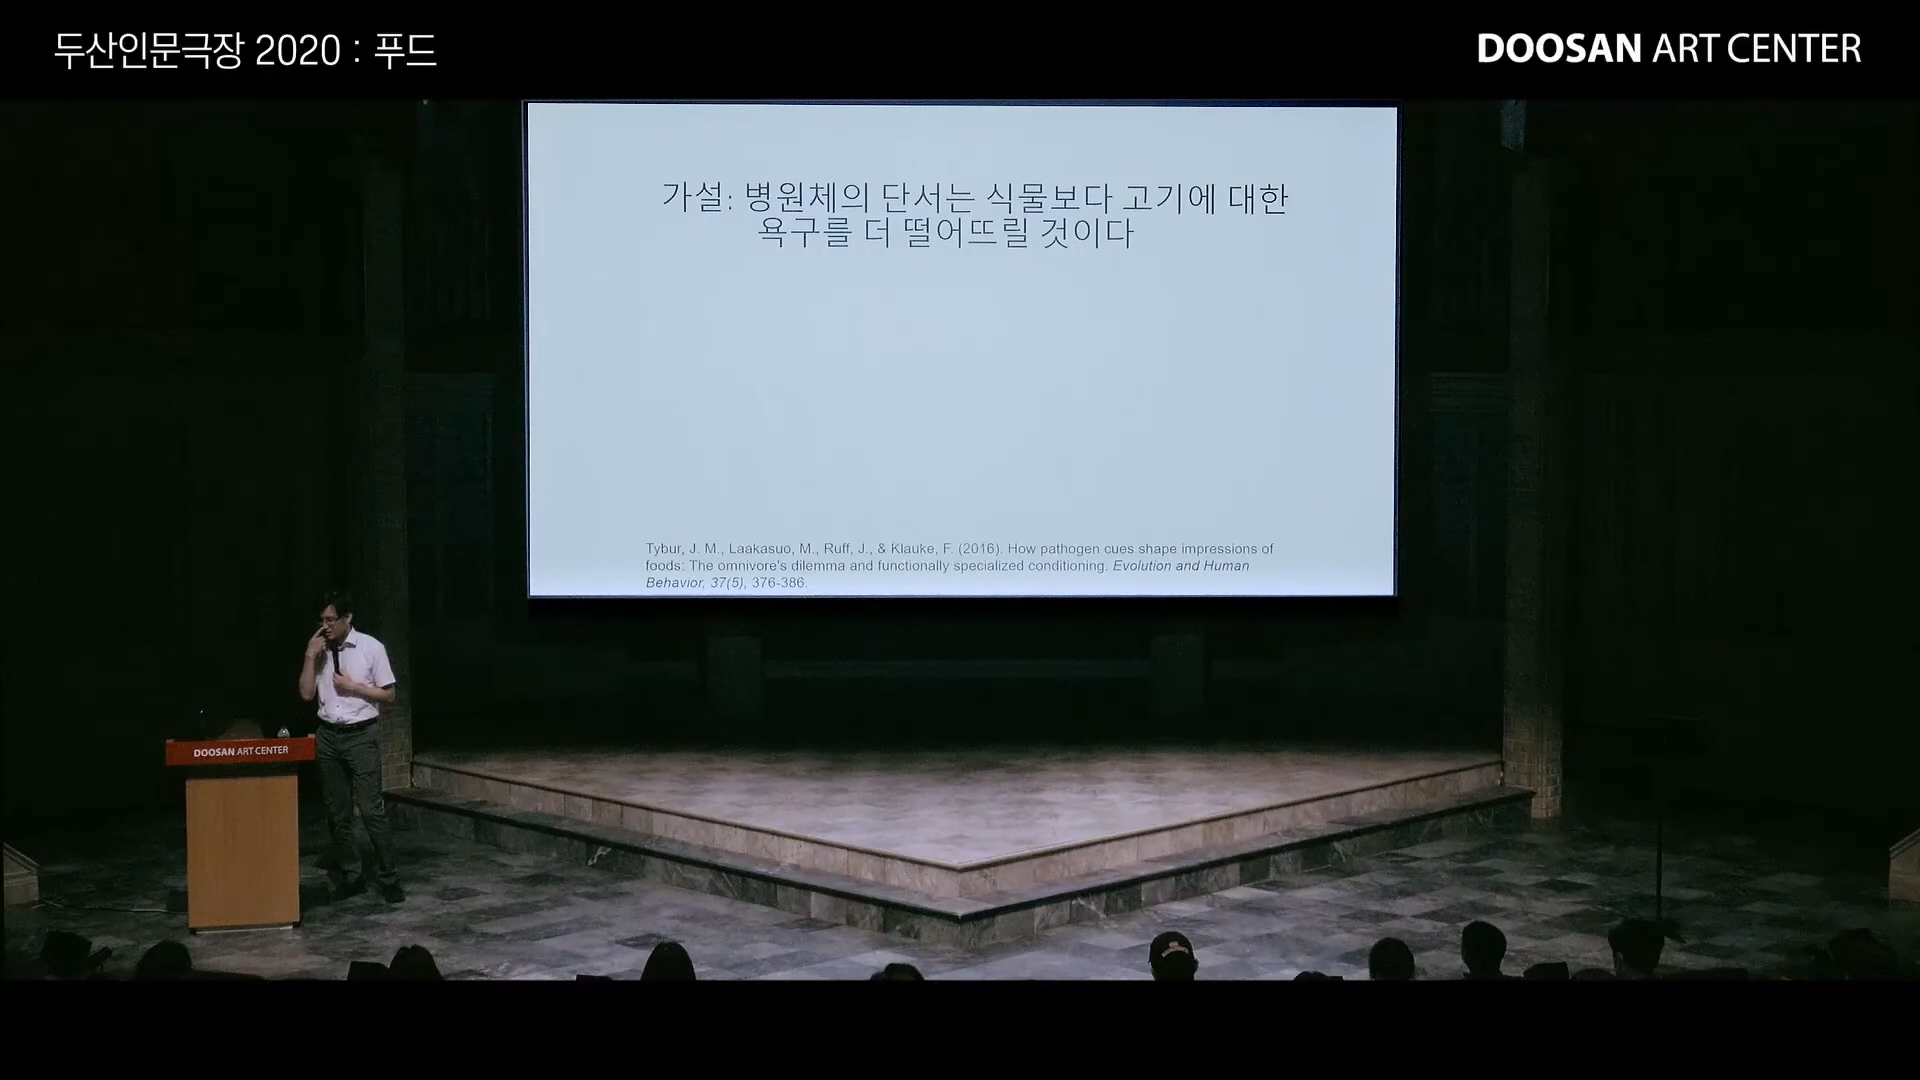 두산인문극장 2020 : 푸드
DOOSAN ART CENTER
가설: 병원체의 단서는 식물보다 고기에 대한
욕구를 더 떨어뜨릴 것이다
Tybur, J. M., Laakasuo, M., Ruff, J., & Klauke, F. (2016). How pathogen cues shape impressions of
foods: The omnivore's dilemma and functionally specialized conditioning. Evolution and Human
Behavior, 37(5), 376-386.
DOOSAN ART CENTER